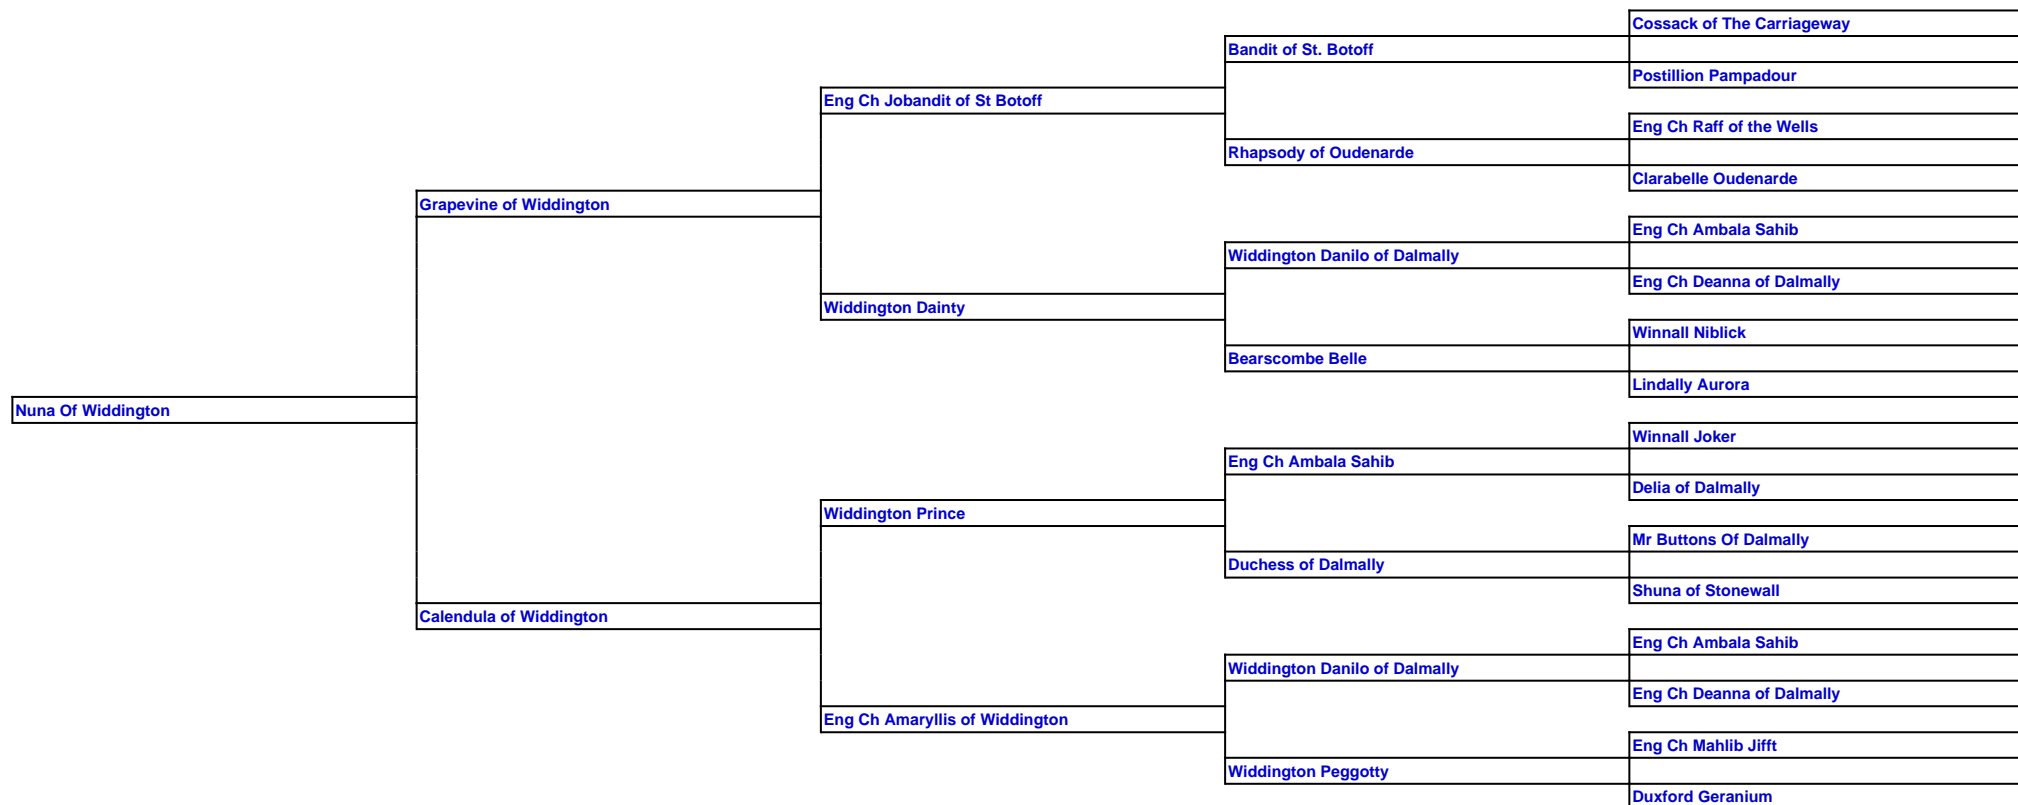 Cossack of The Carriageway
Bandit of St. Botoff
Postillion Pampadour
Eng Ch Jobandit of St Botoff
Eng Ch Raff of the Wells
Rhapsody of Oudenarde
Clarabelle Oudenarde
Grapevine of Widdington
Eng Ch Ambala Sahib
Widdington Danilo of Dalmally
Eng Ch Deanna of Dalmally
Widdington Dainty
Winnall Niblick
Bearscombe Belle
Lindally Aurora
Nuna Of Widdington
Winnall Joker
Eng Ch Ambala Sahib
Delia of Dalmally
Widdington Prince
Mr Buttons Of Dalmally
Duchess of Dalmally
Shuna of Stonewall
Calendula of Widdington
Eng Ch Ambala Sahib
Widdington Danilo of Dalmally
Eng Ch Deanna of Dalmally
Eng Ch Amaryllis of Widdington
Eng Ch Mahlib Jifft
Widdington Peggotty
Duxford Geranium